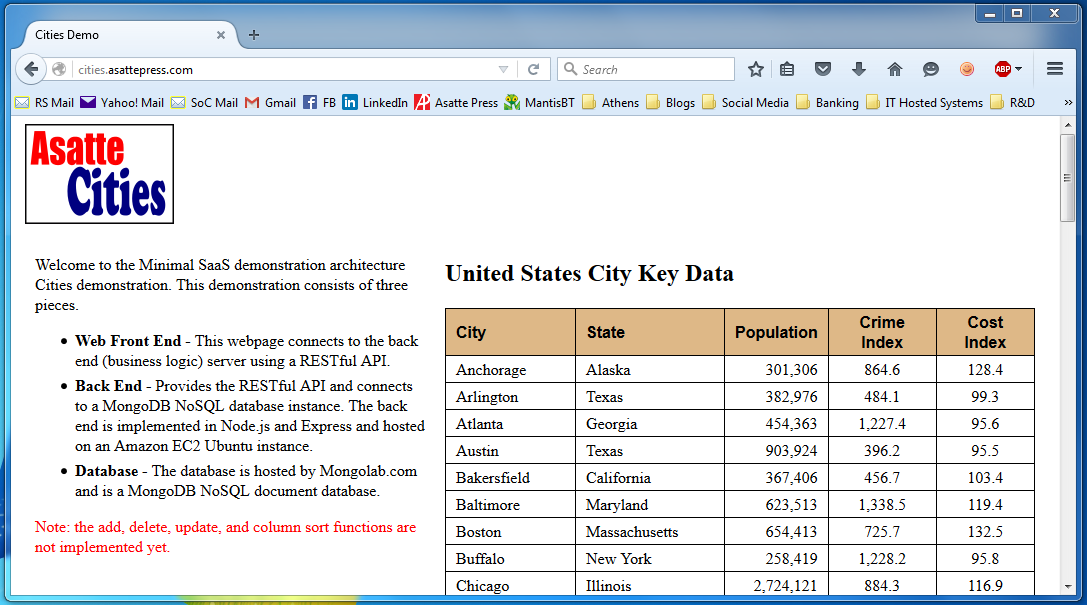 Cities Demo
cities.asattepress.com
Search
ABP
RS Mail Yahoo! Mail SoC Mail Gmail FB LinkedIn Asatte Press MantisBT Athens Blogs Social Media Banking IT Hosted Systems R&D »
Asatte
Cities
Welcome to the Minimal SaaS demonstration architecture
Cities demonstration. This demonstration consists of three
pieces.
• Web Front End - This webpage connects to the back
end (business logic) server using a RESTful API.
• Back End - Provides the RESTful API and connects
to a MongoDB NoSQL database instance. The back
end is implemented in Node.js and Express and hosted
on an Amazon EC2 Ubuntu instance.
• Database - The database is hosted by Mongolab.com
and is a MongoDB NoSQL document database.
Note: the add, delete, update, and column sort functions are
not implemented yet.
United States City Key Data
City State Population Crime Index Cost Index
Anchorage Alaska 301,306 864.6 128.4
Arlington Texas 382,976 484.1 99.3
Atlanta Georgia 454,363 1,227.4 95.6
Austin Texas 903,924 396.2 95.5
Bakersfield California 367,406 456.7 103.4
Baltimore Maryland 623,513 1,338.5 119.4
Boston Massachusetts 654,413 725.7 132.5
Buffalo New York 258,419 1,228.2 95.8
Chicago Illinois 2,724,121 884.3 116.9